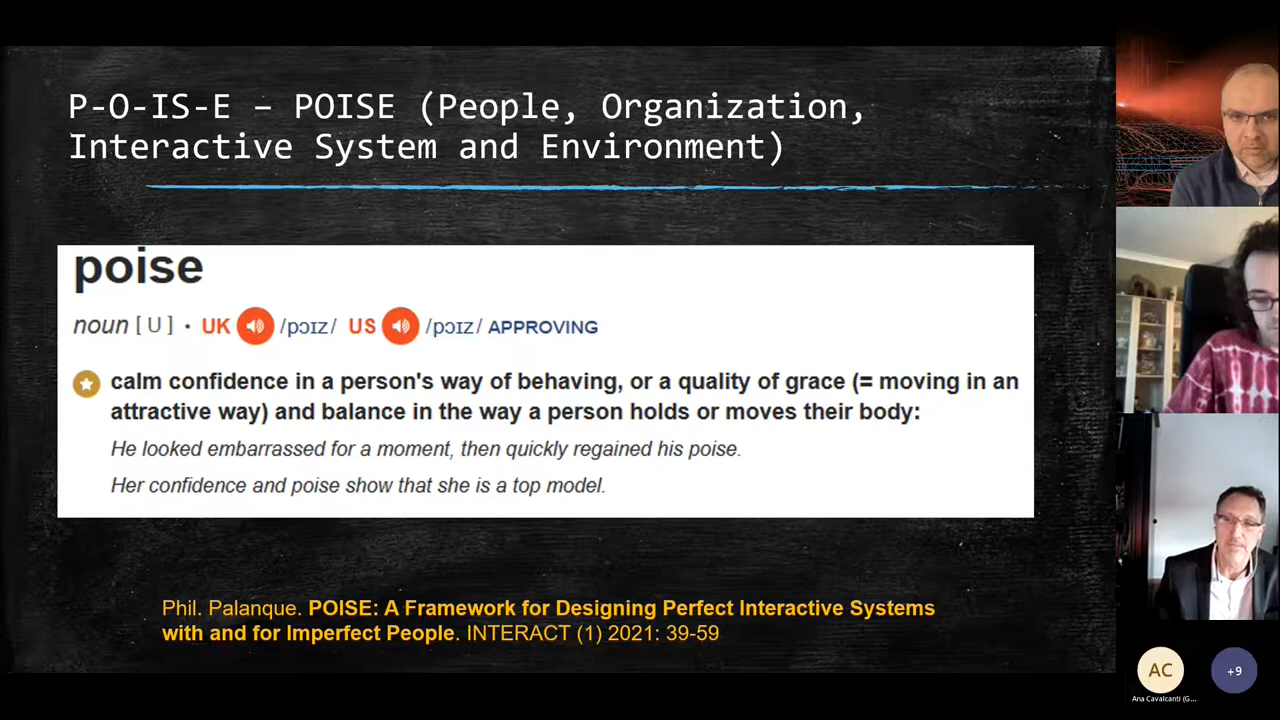 P-O-IS-E – POISE (People, Organization,
Interactive System and Environment)
poise
noun [ U ] • UK /pɔɪz/ US /pɔɪz/ APPROVING
calm confidence in a person's way of behaving, or a quality of grace (= moving in an
attractive way) and balance in the way a person holds or moves their body:
He looked embarrassed for a moment, then quickly regained his poise.
Her confidence and poise show that she is a top model.
Phil. Palanque. POISE: A Framework for Designing Perfect Interactive Systems
with and for Imperfect People. INTERACT (1) 2021: 39-59
AC
+9
Ana Cavalcanti (G...